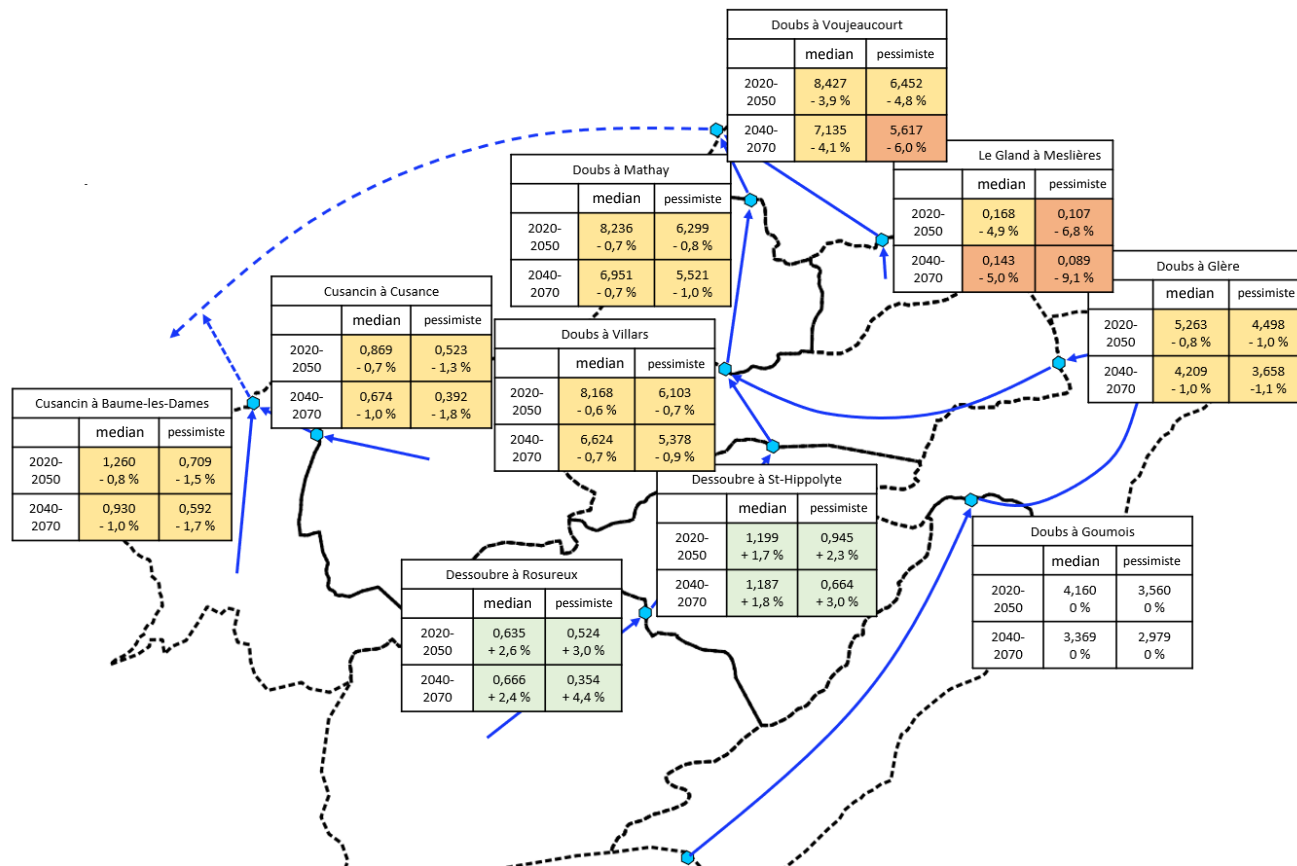 Doubs à Voujeaucourt
median pessimiste
2020-
2050
8,427
- 3,9 %
6,452
- 4,8 %
2040-
2070
7,135
- 4,1 %
5,617
- 6,0 %
Le Gland à Meslières
median pessimiste
2020-
2050
0,168
- 4,9 %
0,107
- 6,8 %
2040-
2070
0,143
- 5,0 %
0,089
- 9,1 %
Doubs à Mathay
median pessimiste
2020-
2050
8,236
- 0,7 %
6,299
- 0,8 %
2040-
2070
6,951
- 0,7 %
5,521
- 1,0 %
Doubs à Glère
median pessimiste
2020-
2050
5,263
- 0,8 %
4,498
- 1,0 %
2040-
2070
4,209
- 1,0 %
3,658
-1,1 %
Cusancin à Cusance
median pessimiste
2020-
2050
0,869
- 0,7 %
0,523
- 1,3 %
2040-
2070
0,674
- 1,0 %
0,392
- 1,8 %
Doubs à Villars
median pessimiste
2020-
2050
8,168
- 0,6 %
6,103
- 0,7 %
2040-
2070
6,624
- 0,7 %
5,378
- 0,9 %
Cusancin à Baume-les-Dames
median pessimiste
2020-
2050
1,260
- 0,8 %
0,709
- 1,5 %
2040-
2070
0,930
- 1,0 %
0,592
- 1,7 %
Dessoubre à St-Hippolyte
median pessimiste
2020-
2050
1,199
+ 1,7 %
0,945
+ 2,3 %
2040-
2070
1,187
+ 1,8 %
0,664
+ 3,0 %
Doubs à Goumois
median pessimiste
2020-
2050
4,160
0 %
3,560
0 %
2040-
2070
3,369
0 %
2,979
0 %
Dessoubre à Rosureux
median pessimiste
2020-
2050
0,635
+ 2,6 %
0,524
+ 3,0 %
2040-
2070
0,666
+ 2,4 %
0,354
+ 4,4 %